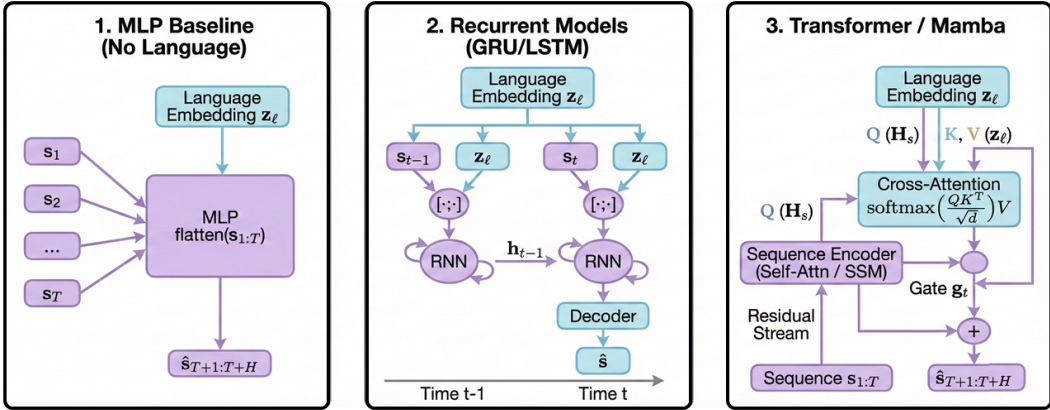 1. MLP Baseline
(No Language)
Language
Embedding zℓ
s1
s2
...
sT
MLP
flatten(s1:T)
ŝT+1:T+H
2. Recurrent Models
(GRU/LSTM)
Language
Embedding zℓ
st−1
zℓ
st
zℓ
[·;·]
[·;·]
RNN
ht−1
RNN
Decoder
ŝ
Time t-1
Time t
3. Transformer / Mamba
Language
Embedding zℓ
Q (Hs)
K, V (zℓ)
Cross-Attention
softmax(QKᵀ/√d)V
Q (Hs)
Sequence Encoder
(Self-Attn / SSM)
Gate gt
Residual
Stream
+
Sequence s1:T
ŝT+1:T+H